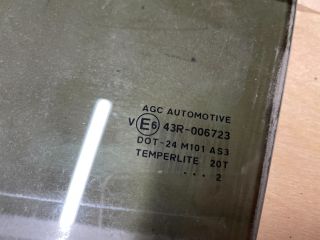 AGC AUTOMOTIVE
V E6 43R-006723
DOT-24 M101 AS3
TEMPERLITE 20T
... 2